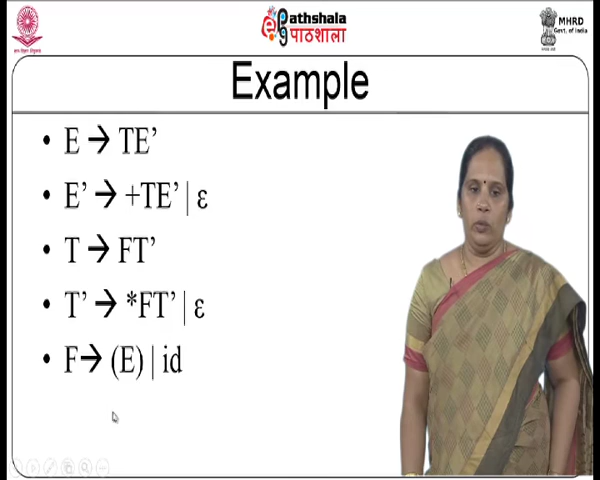 Pathshala
पाठशाला
MHRD
Govt. of India
Example
• E → TE’
• E’ → +TE’ | ε
• T → FT’
• T’ → *FT’ | ε
• F→ (E) | id